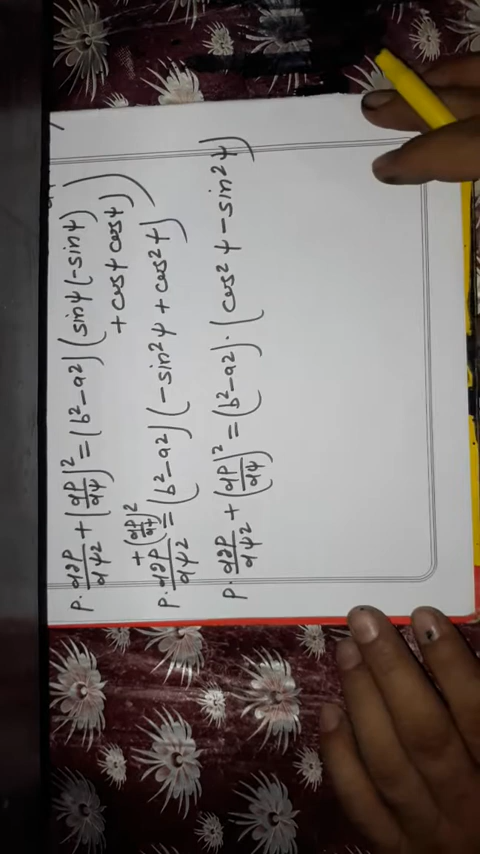 p. d²p/dψ² + (dp/dψ)² = (b²-a²) (sinψ (-sinψ)
+ cosψ cosψ)
+ (dp/dψ)²
p. d²p/dψ² = (b²-a²) (-sin²ψ + cos²ψ)
p. d²p/dψ² + (dp/dψ)² = (b²-a²) . (cos²ψ - sin²ψ)